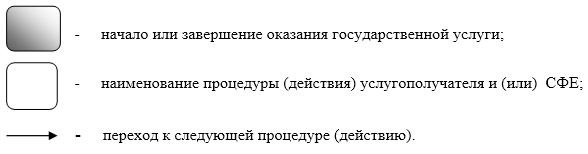 - начало или завершение оказания государственной услуги;
- наименование процедуры (действия) услугополучателя и (или) СФЕ;
- переход к следующей процедуре (действию).